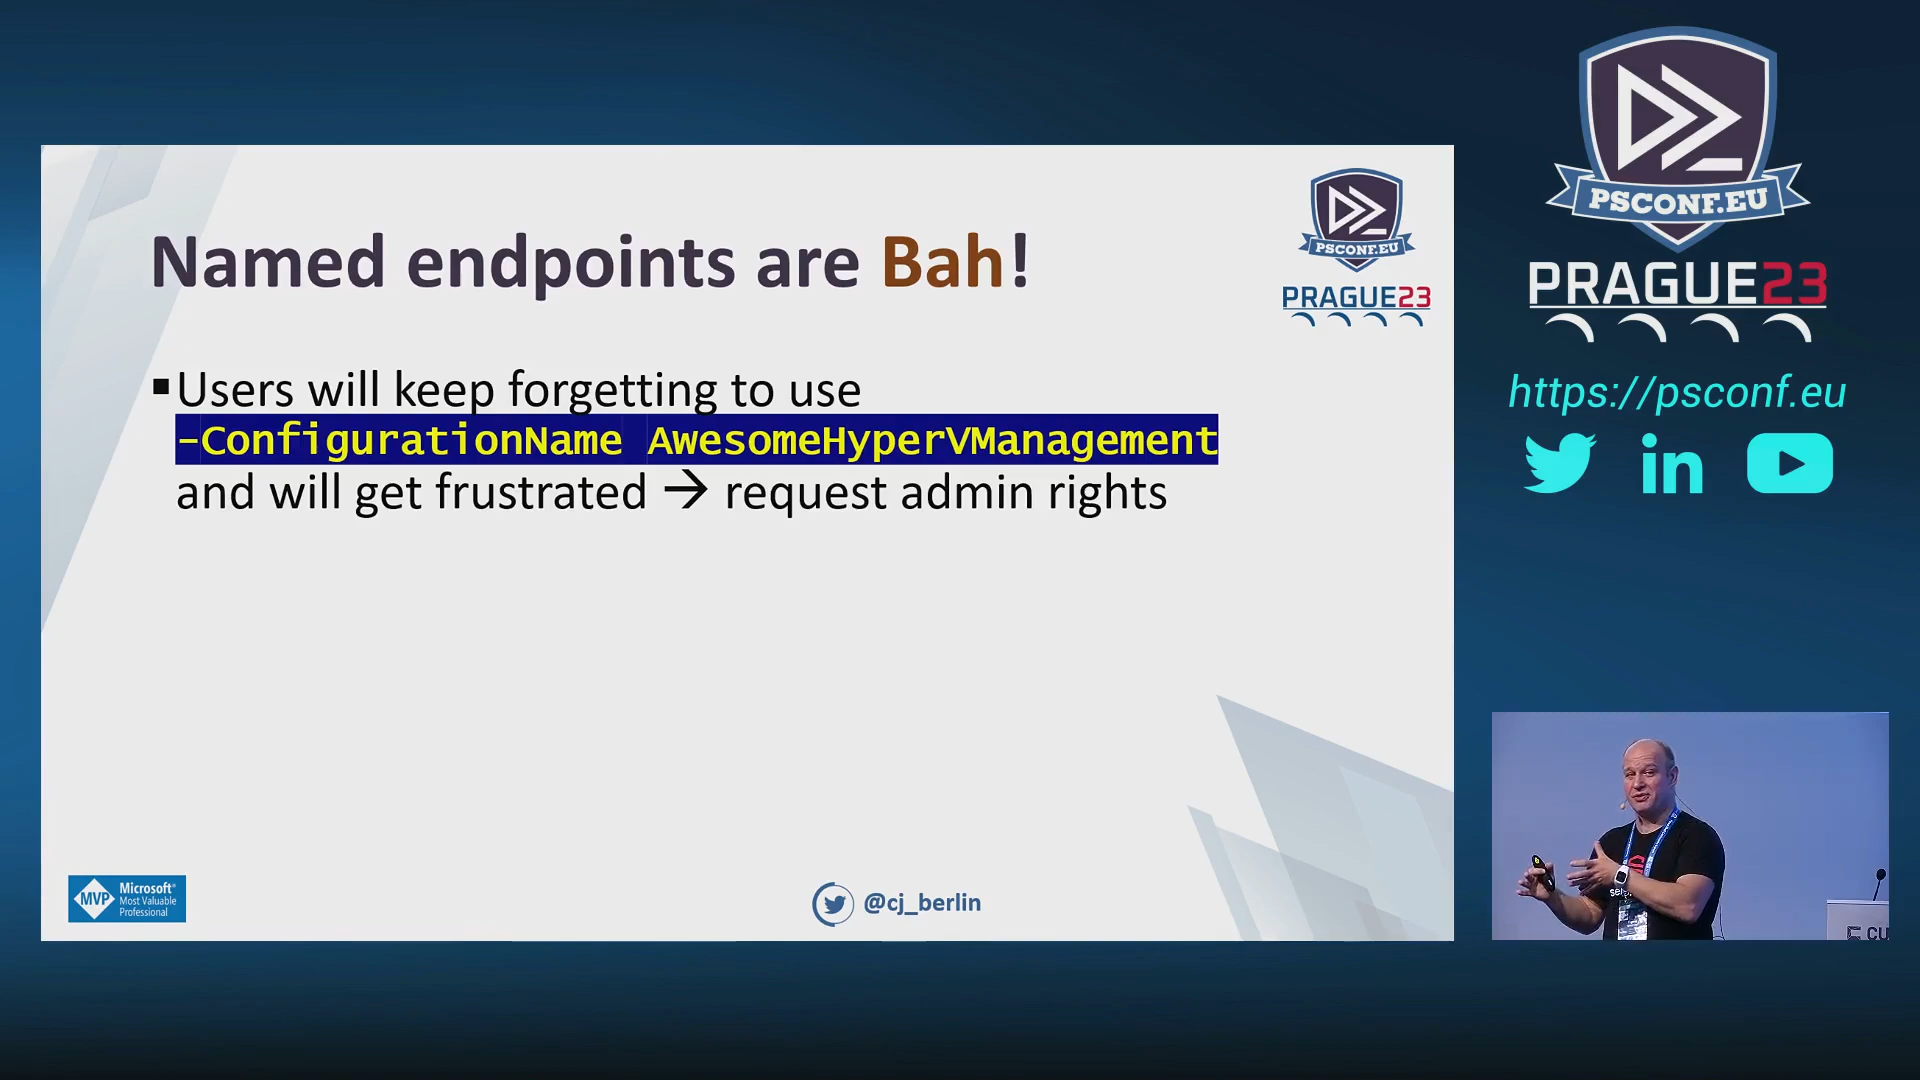 Named endpoints are Bah!
PSCONF.EU
PRAGUE23
▪Users will keep forgetting to use
–ConfigurationName AwesomeHyperVManagement
and will get frustrated → request admin rights
MVP
Microsoft®
Most Valuable
Professional
@cj_berlin
PSCONF.EU
PRAGUE23
https://psconf.eu
in
CU